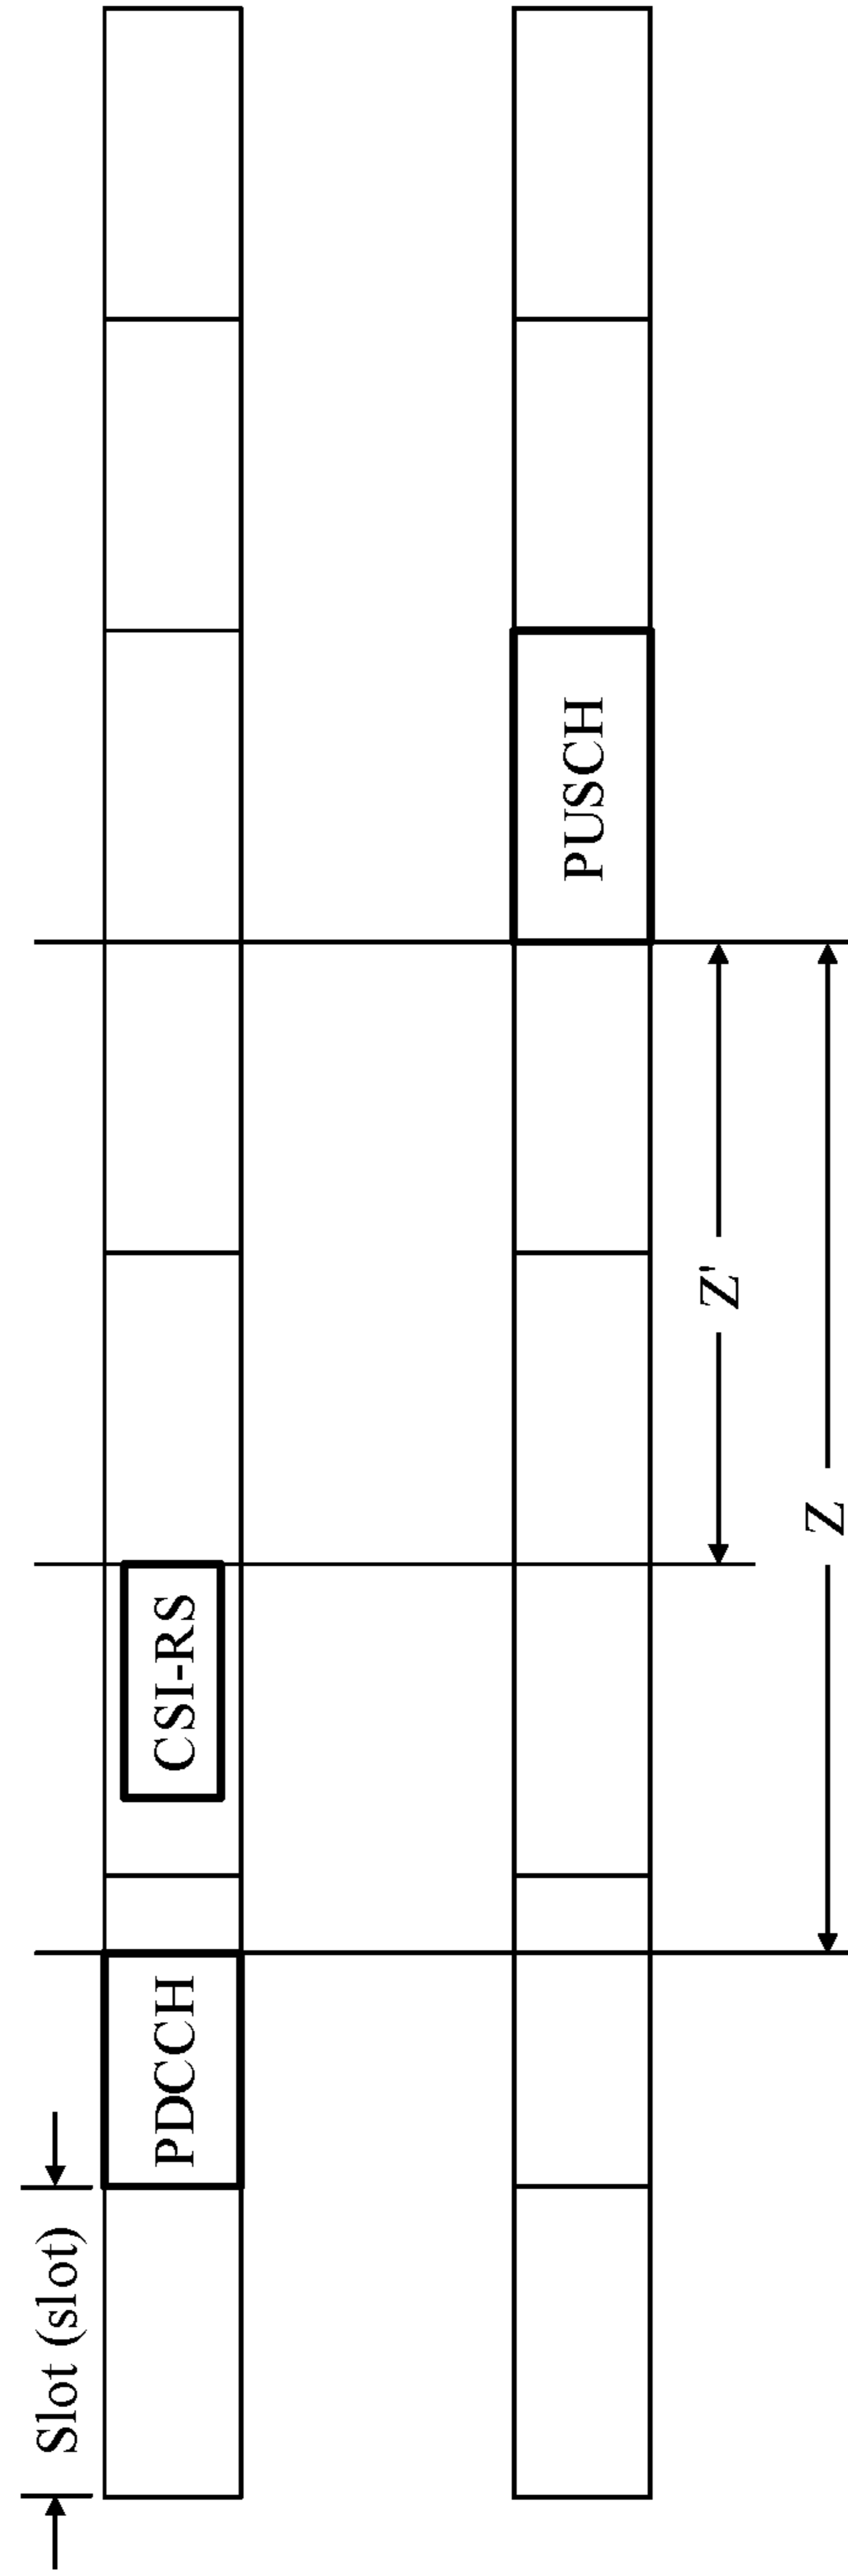 Slot (slot)
PDCCH
CSI-RS
PUSCH
Z'
Z